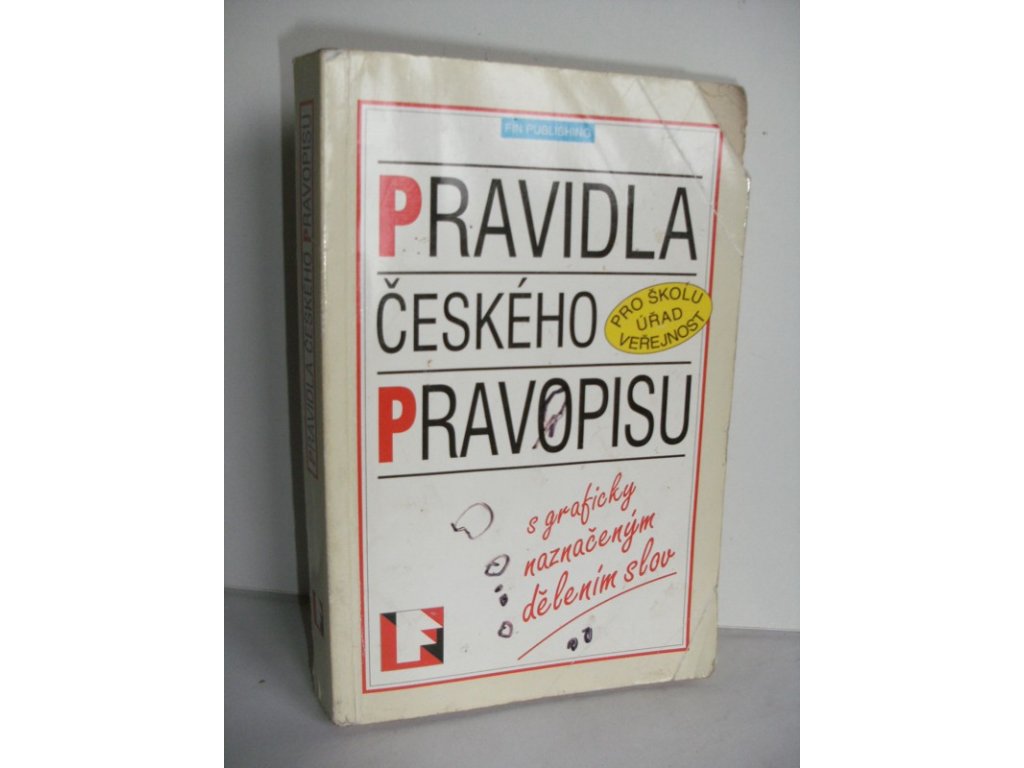 FIN PUBLISHING
PRAVIDLA
ČESKÉHO
PRO ŠKOLU
ÚŘAD
VEŘEJNOST
PRAVOPISU
s graficky
naznačeným
dělením slov
PRAVIDLA ČESKÉHO PRAVOPISU